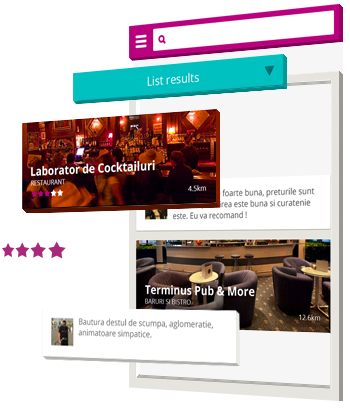 List results
Laborator de Cocktailuri
RESTAURANT
4.5km
foarte buna, preturile sunt
rea este buna si curatenie
este. Eu va recomand !
Terminus Pub & More
BARURI SI BISTRO
12.6km
Bautura destul de scumpa, aglomeratie,
animatoare simpatice.